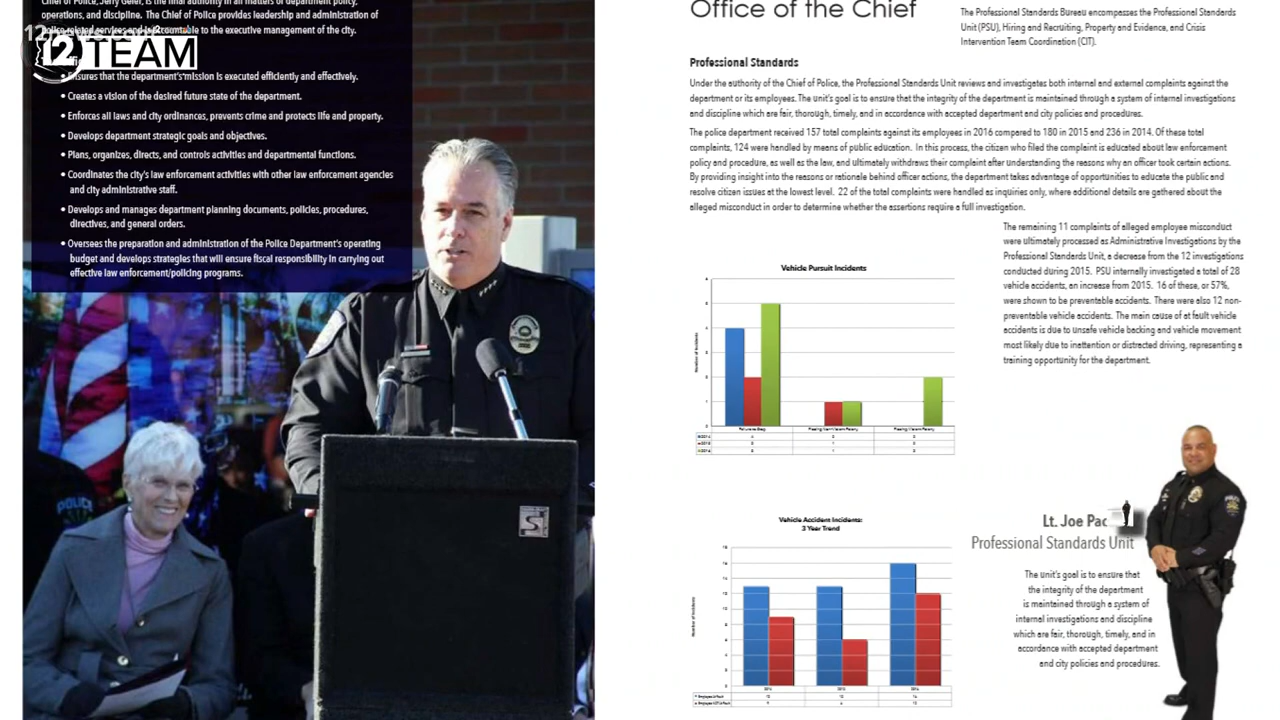 Chief of Police, Jerry Geier, is the final authority in all matters of department policy,
operations, and discipline. The Chief of Police provides leadership and administration of
to the executive management of the city.
12 TEAM
Ensures that the department's mission is executed efficiently and effectively.
• Creates a vision of the desired future state of the department.
• Enforces all laws and city ordinances, prevents crime and protects life and property.
• Develops department strategic goals and objectives.
• Plans, organizes, directs, and controls activities and departmental functions.
• Coordinates the city's law enforcement activities with other law enforcement agencies
and city administrative staff.
• Develops and manages department planning documents, policies, procedures,
directives, and general orders.
• Oversees the preparation and administration of the Police Department's operating
budget and develops strategies that will ensure fiscal responsibility in carrying out
effective law enforcement/policing programs.
POLICE
Office of the Chief
The Professional Standards Bureau encompasses the Professional Standards
Unit (PSU), Hiring and Recruiting, Property and Evidence, and Crisis
Intervention Team Coordination (CIT).
Professional Standards
Under the authority of the Chief of Police, the Professional Standards Unit reviews and investigates both internal and external complaints against the
department or its employees. The unit's goal is to ensure that the integrity of the department is maintained through a system of internal investigations
and discipline which are fair, thorough, timely, and in accordance with accepted department and city policies and procedures.
The police department received 157 total complaints against its employees in 2016 compared to 180 in 2015 and 236 in 2014. Of these total
complaints, 124 were handled by means of public education. In this process, the citizen who filed the complaint is educated about law enforcement
policy and procedure, as well as the law, and ultimately withdraws their complaint after understanding the reasons why an officer took certain actions.
By providing insight into the reasons or rationale behind officer actions, the department takes advantage of opportunities to educate the public and
resolve citizen issues at the lowest level. 22 of the total complaints were handled as inquiries only, where additional details are gathered about the
alleged misconduct in order to determine whether the assertions require a full investigation.
The remaining 11 complaints of alleged employee misconduct
were ultimately processed as Administrative Investigations by the
Professional Standards Unit, a decrease from the 12 investigations
conducted during 2015. PSU internally investigated a total of 28
vehicle accidents, an increase from 2015. 16 of these, or 57%,
were shown to be preventable accidents. There were also 12 non-
preventable vehicle accidents. The main cause of at fault vehicle
accidents is due to unsafe vehicle backing and vehicle movement
most likely due to inattention or distracted driving, representing a
training opportunity for the department.
Vehicle Pursuit Incidents
Number of Incidents
Vehicle Accident Incidents:
3 Year Trend
Number of Incidents
Lt. Joe
Professional Standards Unit
The unit's goal is to ensure that
the integrity of the department
is maintained through a system of
internal investigations and discipline
which are fair, thorough, timely, and in
accordance with accepted department
and city policies and procedures.